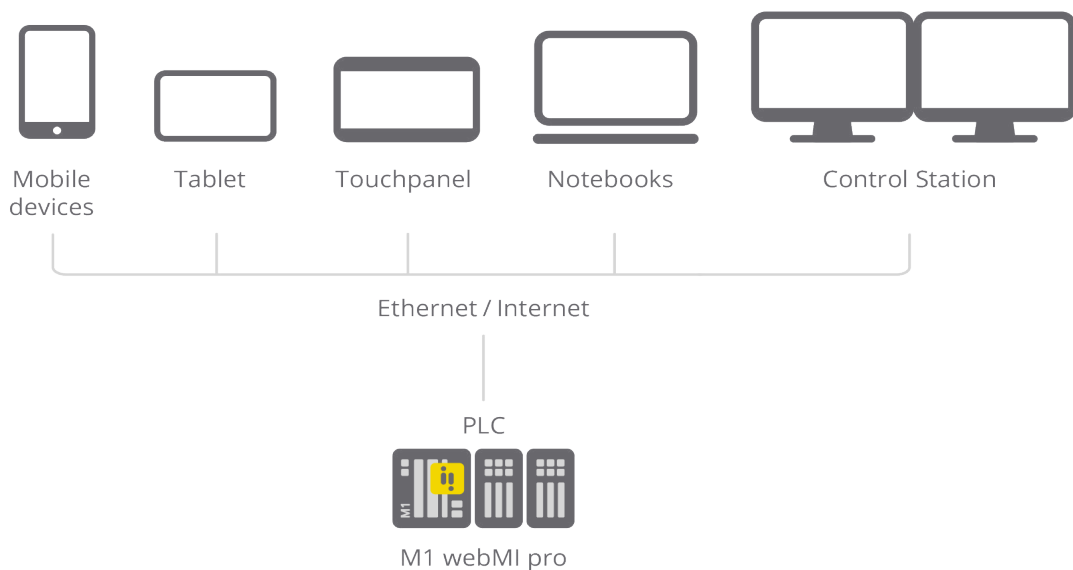 Mobile
devices
Tablet
Touchpanel
Notebooks
Control Station
Ethernet / Internet
PLC
M1
M1 webMI pro